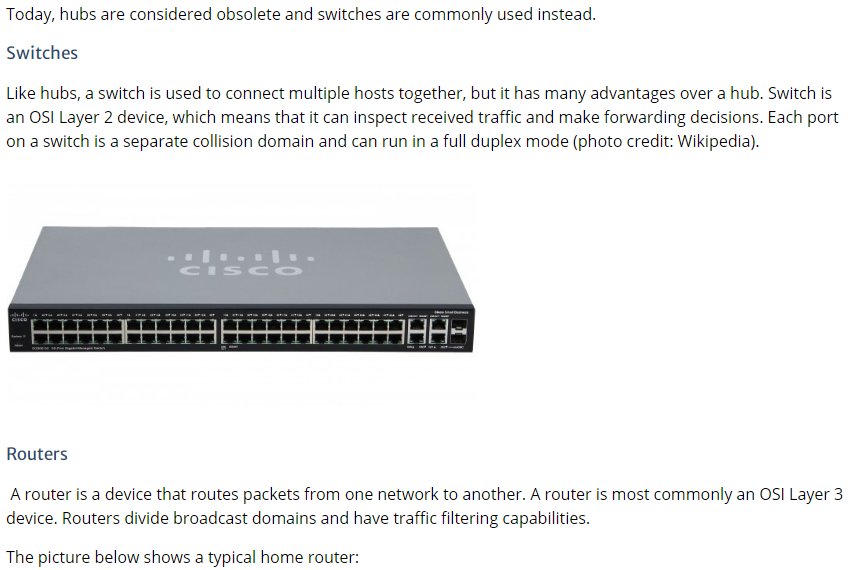 Today, hubs are considered obsolete and switches are commonly used instead.
Switches
Like hubs, a switch is used to connect multiple hosts together, but it has many advantages over a hub. Switch is
an OSI Layer 2 device, which means that it can inspect received traffic and make forwarding decisions. Each port
on a switch is a separate collision domain and can run in a full duplex mode (photo credit: Wikipedia).
CISCO
CISCO
Routers
A router is a device that routes packets from one network to another. A router is most commonly an OSI Layer 3
device. Routers divide broadcast domains and have traffic filtering capabilities.
The picture below shows a typical home router: